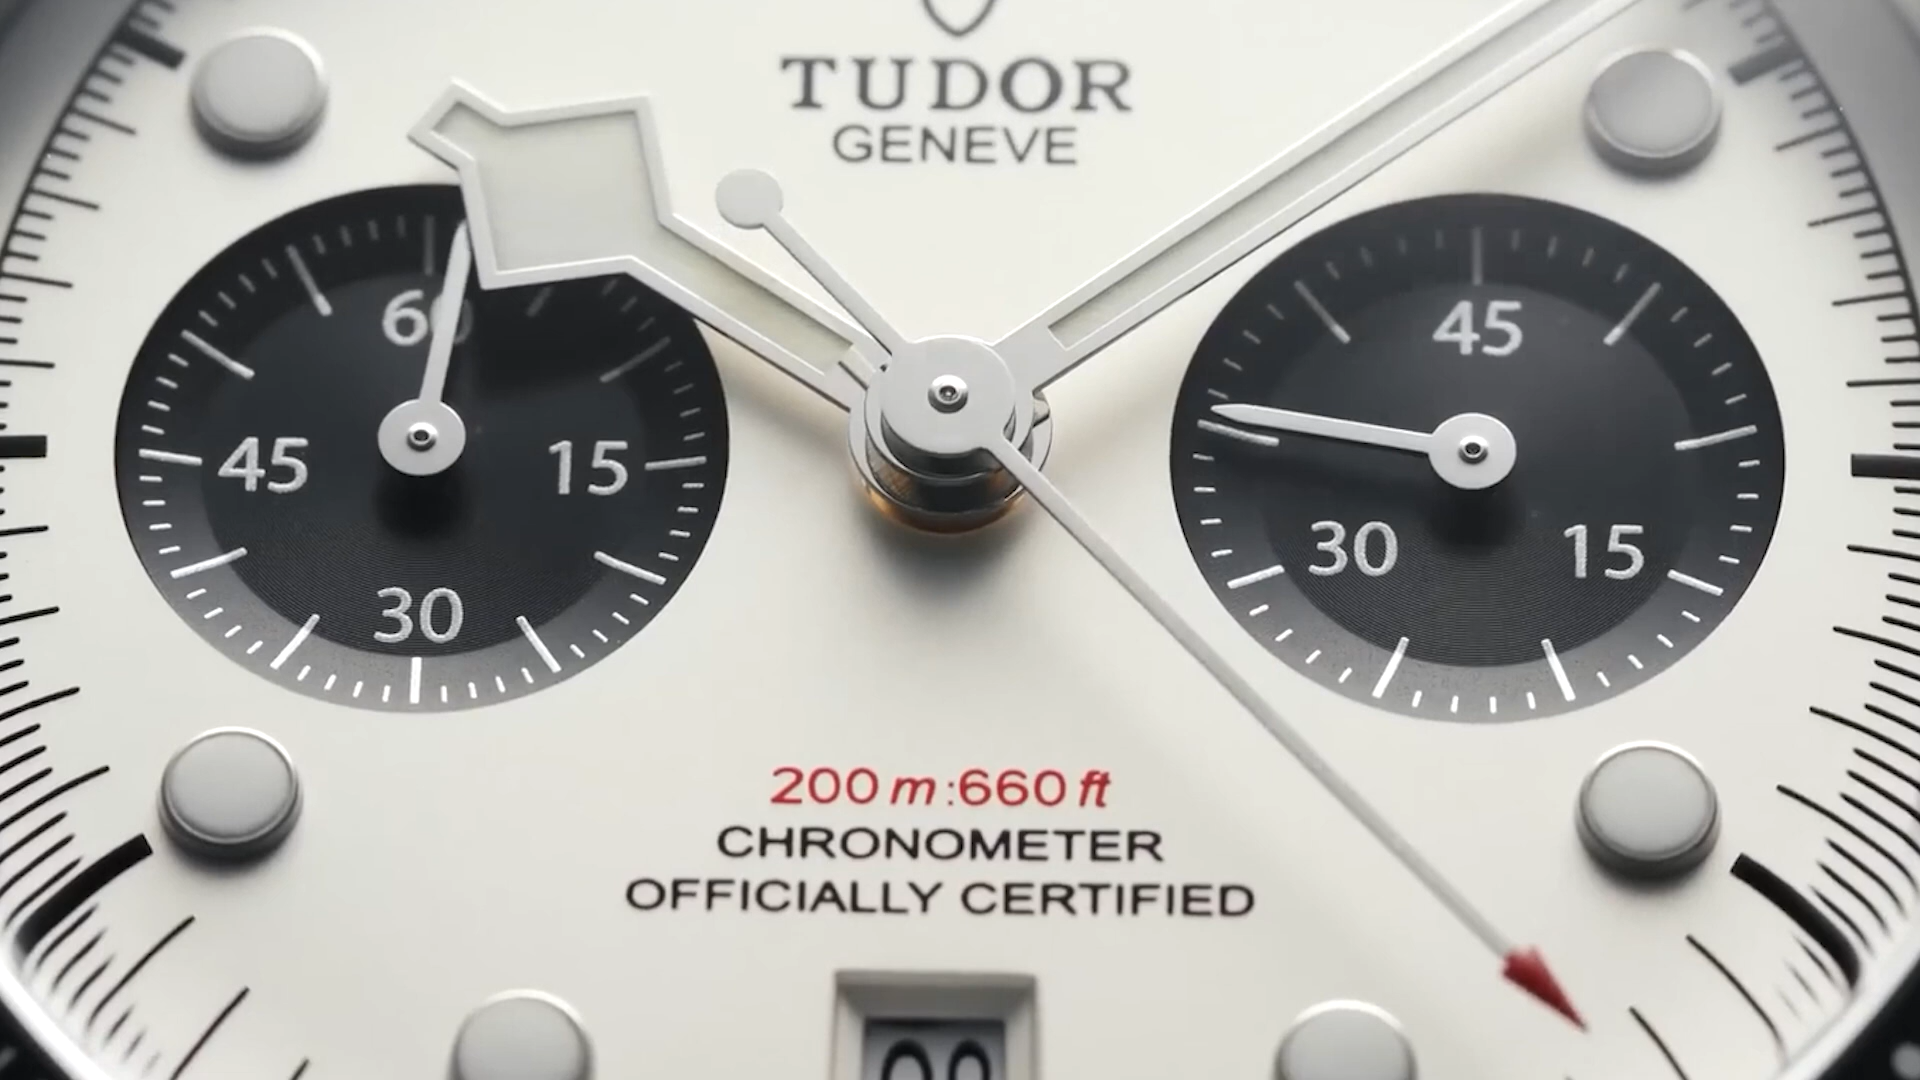 TUDOR
GENEVE
60
45
15
30
45
30
15
200 m:660 ft
CHRONOMETER
OFFICIALLY CERTIFIED